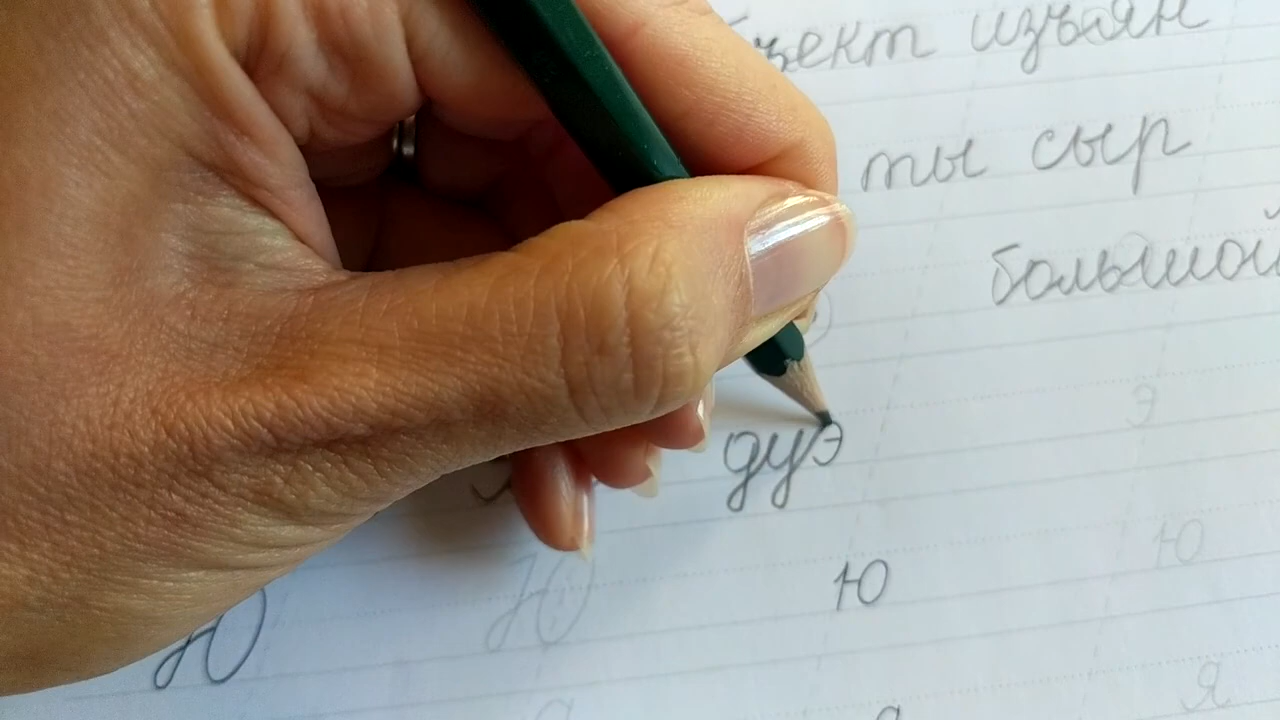 ъект изъян
ты сыр
большой
э
дуэ
ю
Ю Ю ю
я